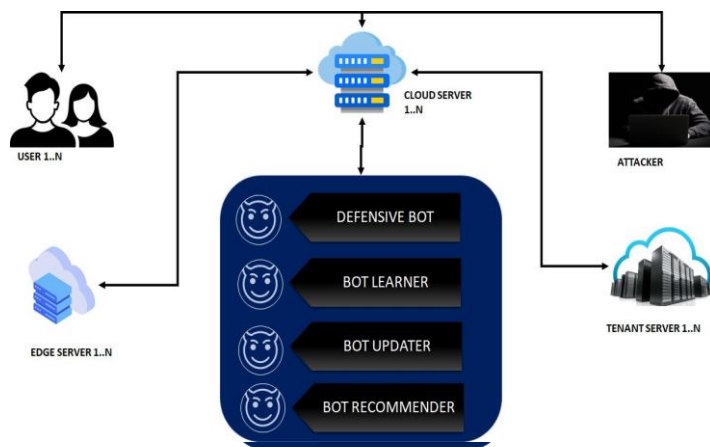 CLOUD SERVER
1..N
USER 1..N
ATTACKER
DEFENSIVE BOT
BOT LEARNER
BOT UPDATER
BOT RECOMMENDER
EDGE SERVER 1..N
TENANT SERVER 1..N